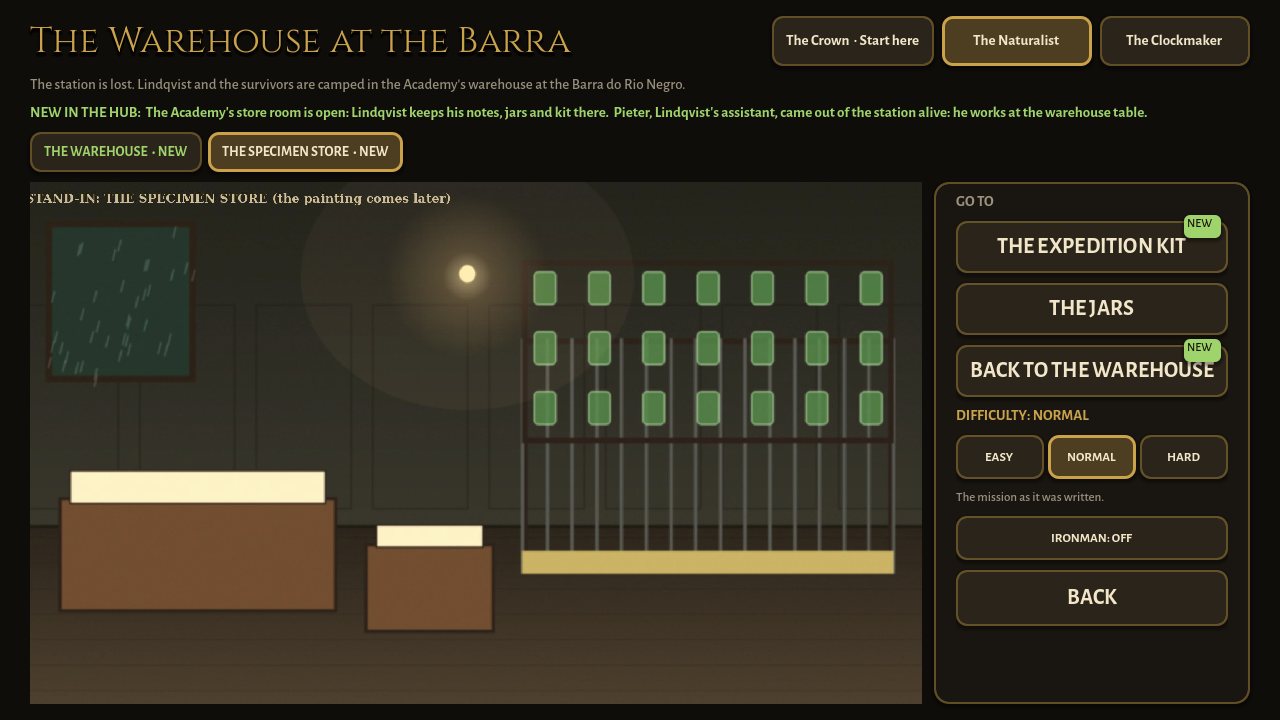 The Warehouse at the Barra
The Crown · Start here
The Naturalist
The Clockmaker
The station is lost. Lindqvist and the survivors are camped in the Academy's warehouse at the Barra do Rio Negro.
NEW IN THE HUB: The Academy's store room is open: Lindqvist keeps his notes, jars and kit there. Pieter, Lindqvist's assistant, came out of the station alive: he works at the warehouse table.
THE WAREHOUSE · NEW
THE SPECIMEN STORE · NEW
STAND-IN: THE SPECIMEN STORE (the painting comes later)
GO TO
NEW
THE EXPEDITION KIT
THE JARS
NEW
BACK TO THE WAREHOUSE
DIFFICULTY: NORMAL
EASY
NORMAL
HARD
The mission as it was written.
IRONMAN: OFF
BACK